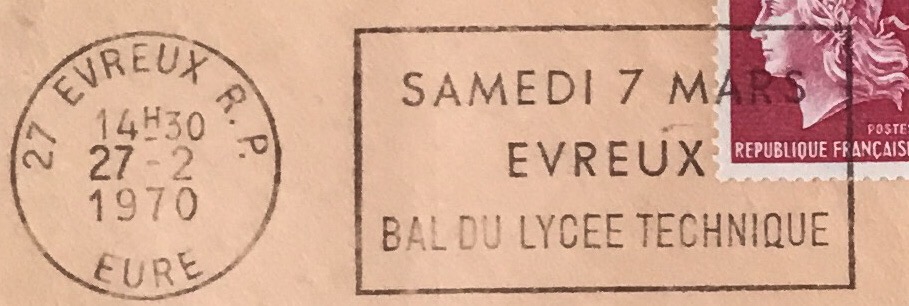 27 EVREUX R.P.
14H30
27-2
1970
EURE
SAMEDI 7 MARS
EVREUX
BAL DU LYCEE TECHNIQUE
POSTES
REPUBLIQUE FRANÇAISE